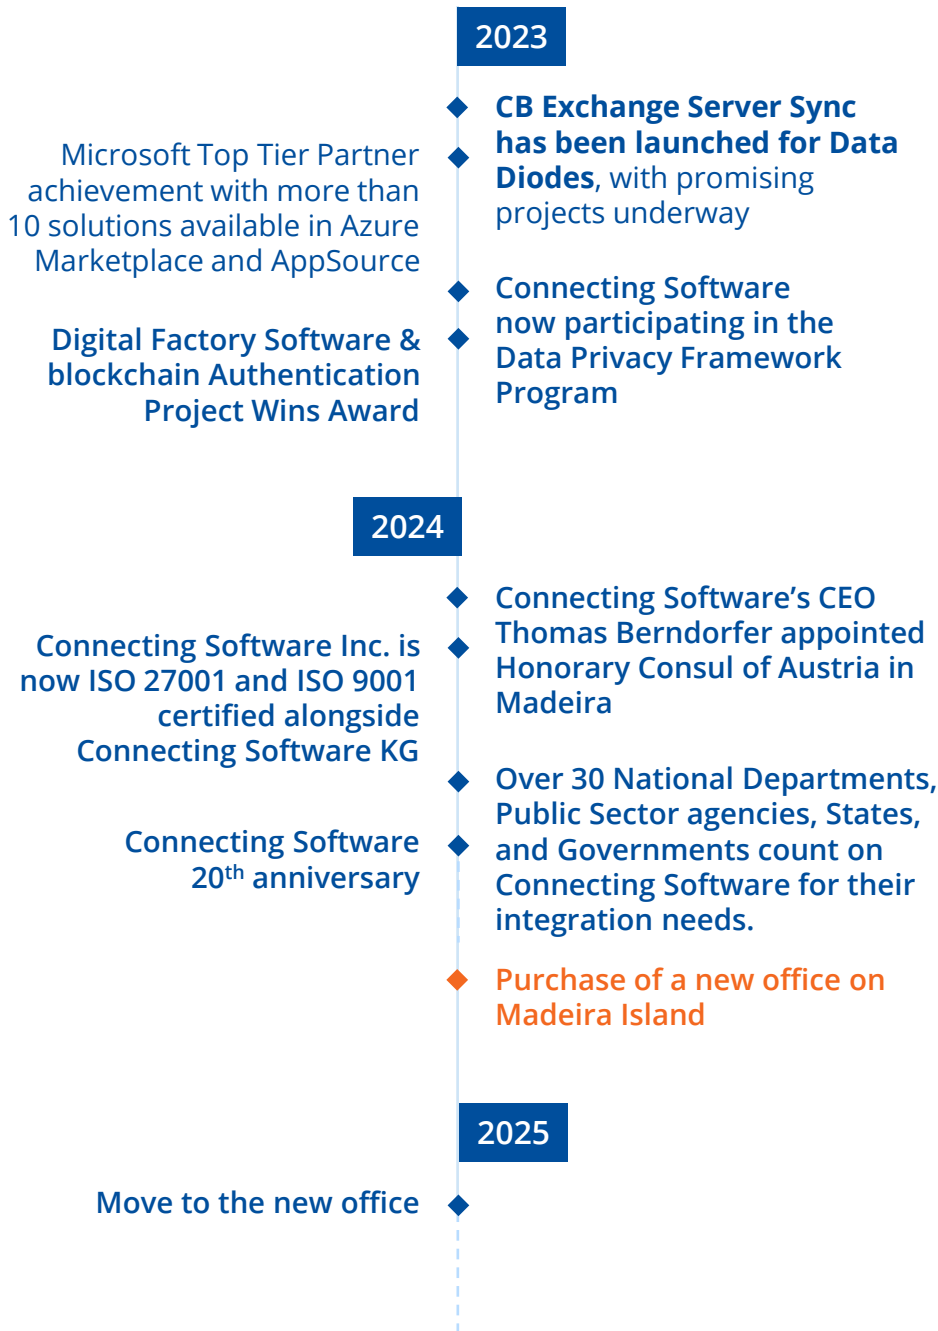 2023
CB Exchange Server Sync
has been launched for Data
Diodes, with promising
projects underway
Microsoft Top Tier Partner
achievement with more than
10 solutions available in Azure
Marketplace and AppSource
Connecting Software
now participating in the
Data Privacy Framework
Program
Digital Factory Software &
blockchain Authentication
Project Wins Award
2024
Connecting Software’s CEO
Thomas Berndorfer appointed
Honorary Consul of Austria in
Madeira
Connecting Software Inc. is
now ISO 27001 and ISO 9001
certified alongside
Connecting Software KG
Over 30 National Departments,
Public Sector agencies, States,
and Governments count on
Connecting Software for their
integration needs.
Connecting Software
20th anniversary
Purchase of a new office on
Madeira Island
2025
Move to the new office